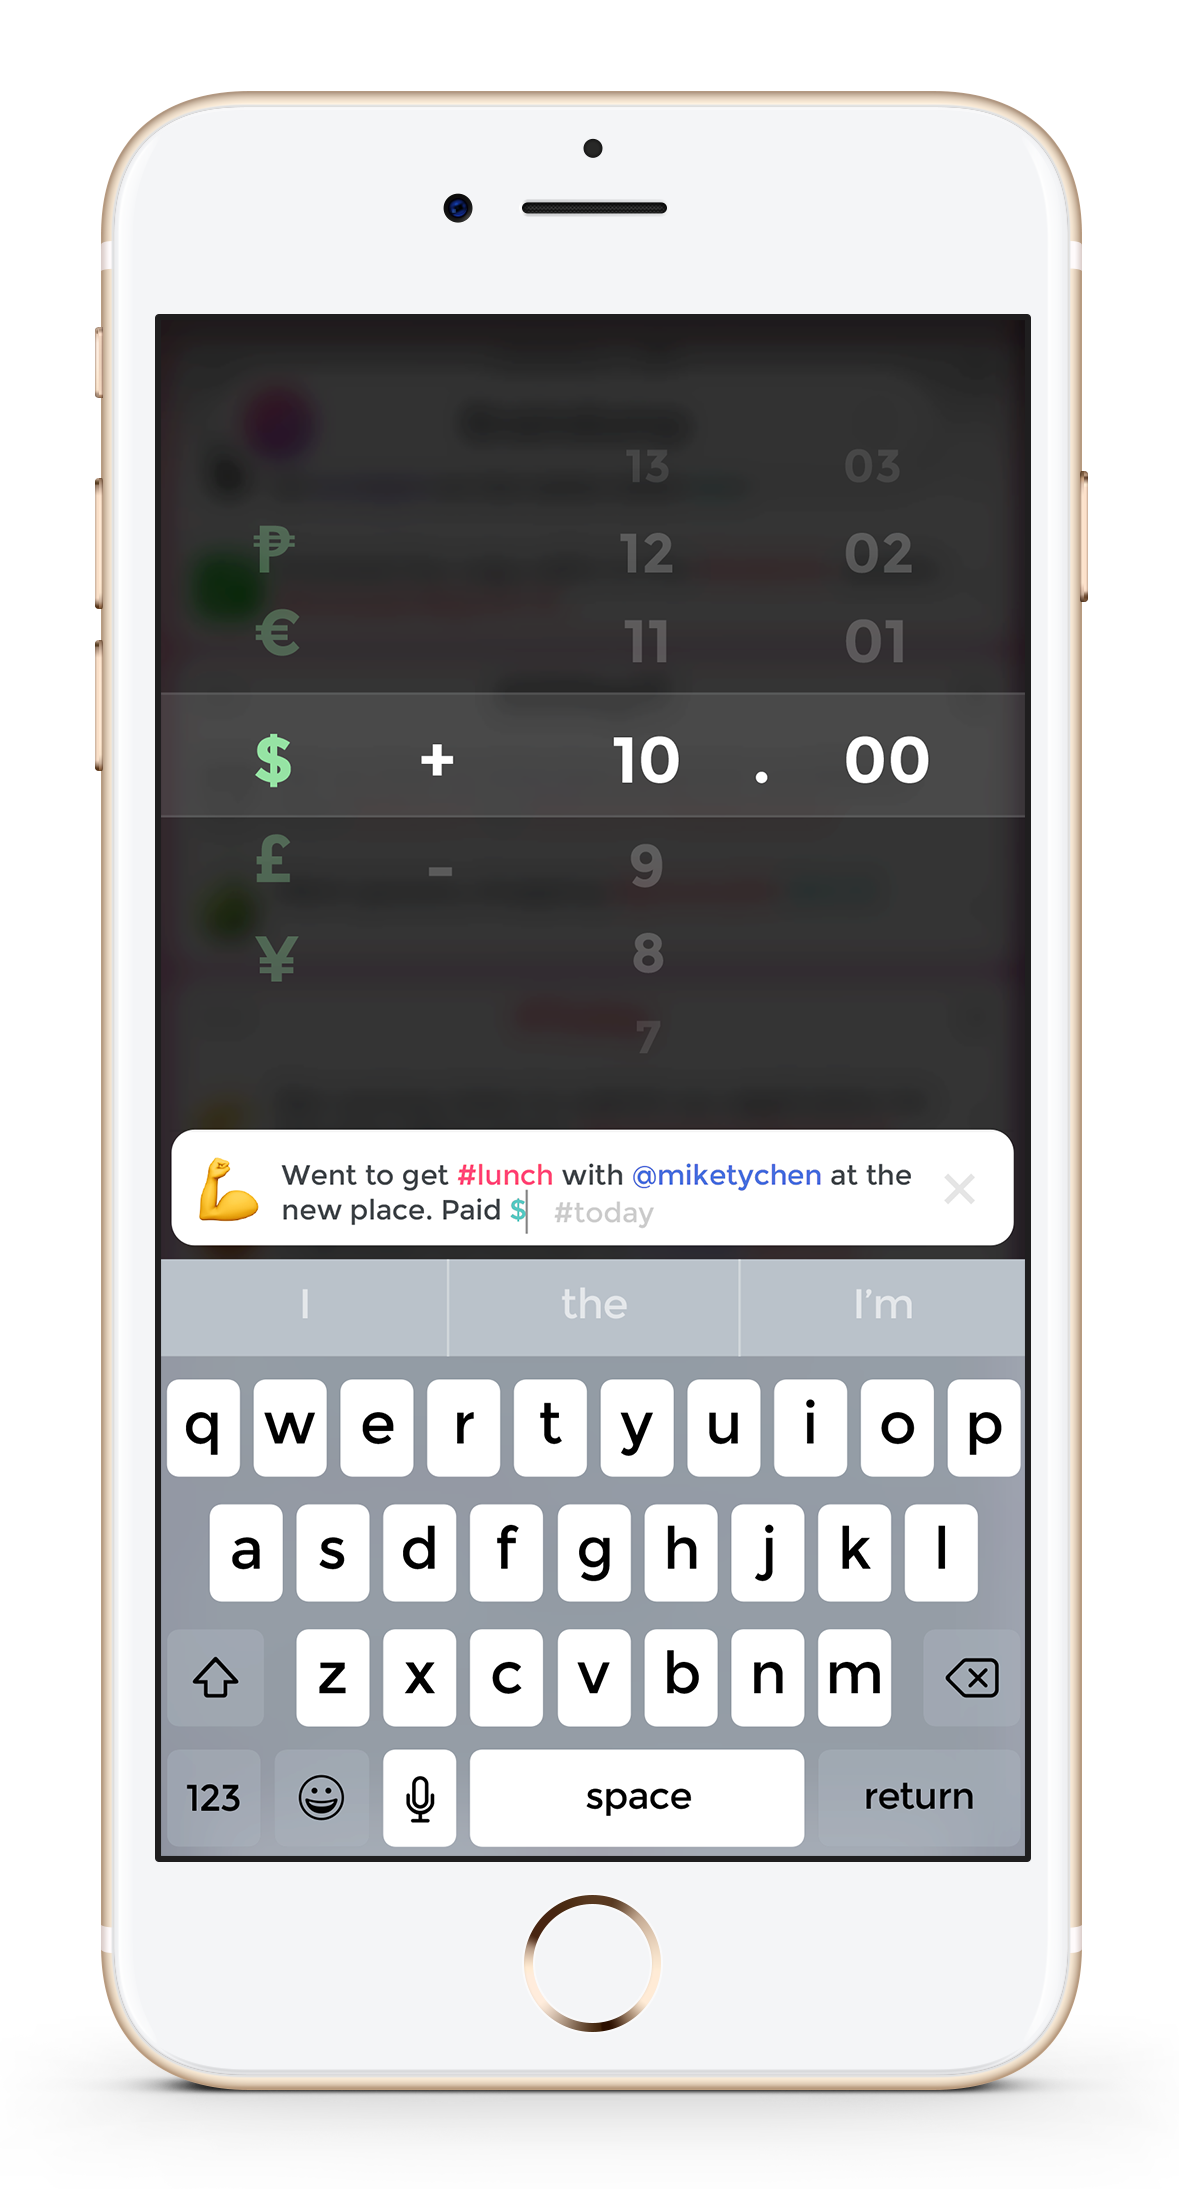 13 03
₱ 12 02
€ 11 01
$ + 10 . 00
£ - 9
¥ 8
7
Went to get #lunch with @miketychen at the
new place. Paid $ #today
I the I'm
q w e r t y u i o p
a s d f g h j k l
z x c v b n m
123 space return